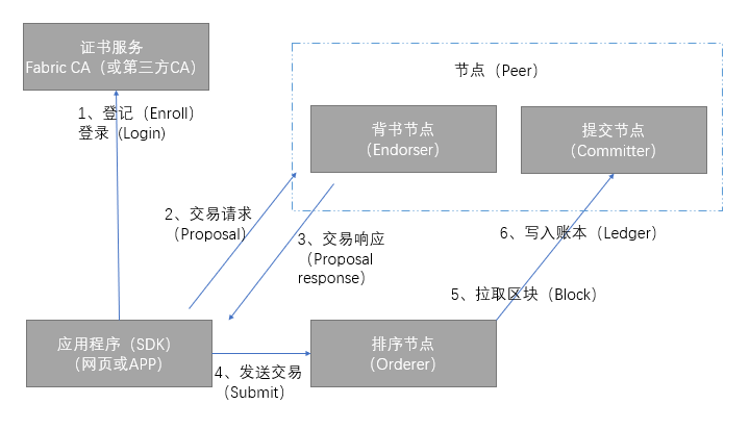 证书服务
Fabric CA（或第三方CA）
节点（Peer）
1、登记（Enroll）
登录（Login）
背书节点
（Endorser）
提交节点
（Committer）
2、交易请求
（Proposal）
3、交易响应
（Proposal
response）
6、写入账本（Ledger）
5、拉取区块（Block）
应用程序（SDK）
（网页或APP）
4、发送交易
（Submit）
排序节点
（Orderer）